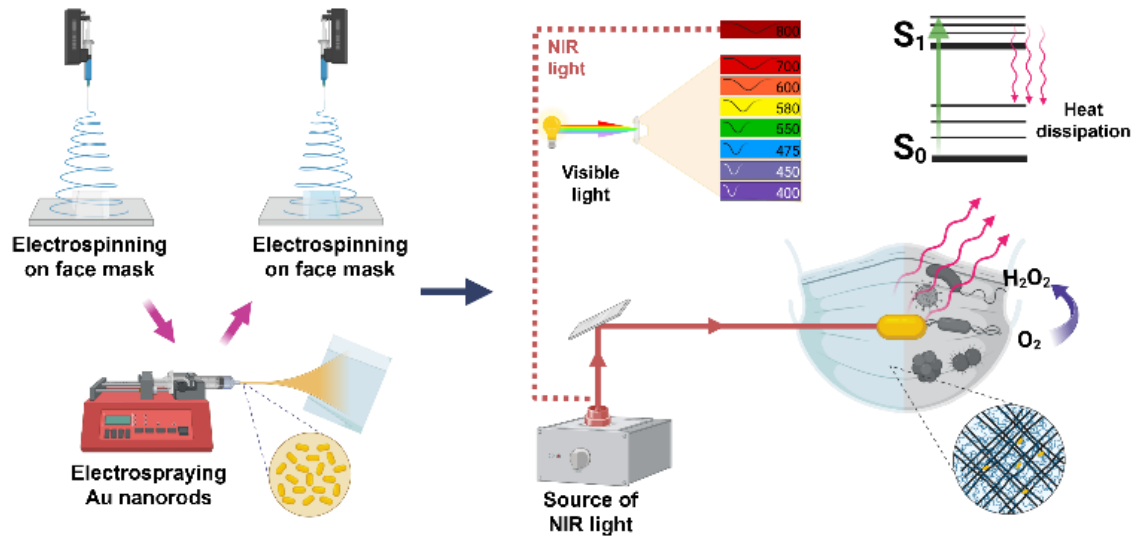 Electrospinning
on face mask
Electrospinning
on face mask
Electrospraying
Au nanorods
NIR
light
Visible
light
800
700
600
580
550
475
450
400
S1
S0
Heat
dissipation
H2O2
O2
Source of
NIR light